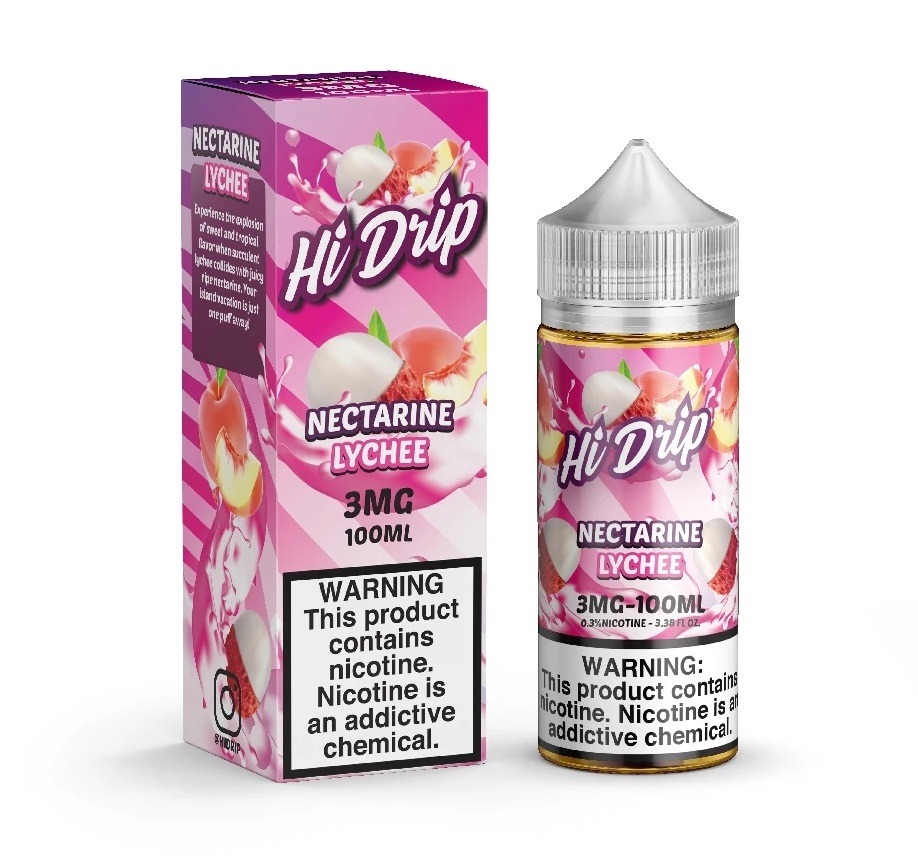 NECTARINE
LYCHEE
Experience the explosion
of sweet and tropical
flavor when succulent
lychee collides with juicy
ripe nectarine. Your
island vacation is just
one puff away!
@HIDRIP
Hi Drip
NECTARINE
LYCHEE
3MG
100ML
WARNING
This product
contains
nicotine.
Nicotine is
an addictive
chemical.
Hi Drip
NECTARINE
LYCHEE
3MG-100ML
0.3%NICOTINE - 3.38 FL OZ.
WARNING:
This product contains
nicotine. Nicotine is an
addictive chemical.